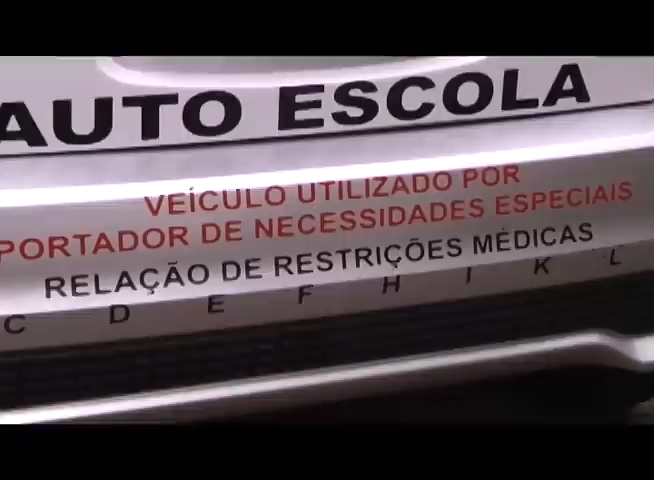 AUTO ESCOLA
VEÍCULO UTILIZADO POR
PORTADOR DE NECESSIDADES ESPECIAIS
RELAÇÃO DE RESTRIÇÕES MÉDICAS
C D E F H I K L